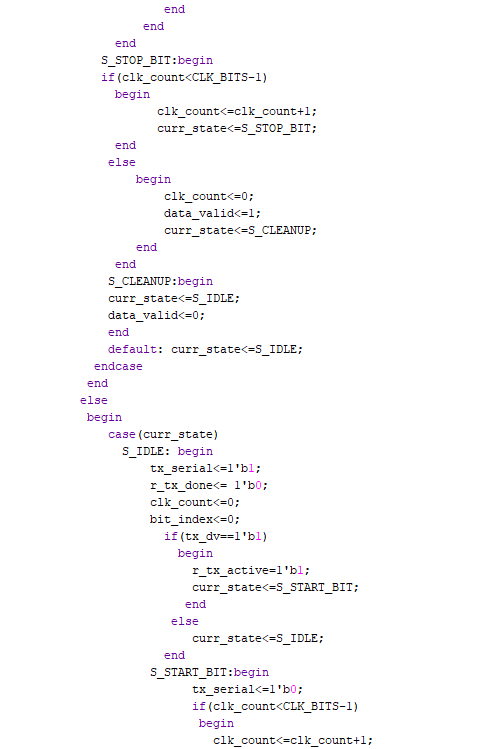 end
end
end
S_STOP_BIT:begin
if(clk_count<CLK_BITS-1)
begin
clk_count<=clk_count+1;
curr_state<=S_STOP_BIT;
end
else
begin
clk_count<=0;
data_valid<=1;
curr_state<=S_CLEANUP;
end
end
S_CLEANUP:begin
curr_state<=S_IDLE;
data_valid<=0;
end
default: curr_state<=S_IDLE;
endcase
end
else
begin
case(curr_state)
S_IDLE: begin
tx_serial<=1'b1;
r_tx_done<= 1'b0;
clk_count<=0;
bit_index<=0;
if(tx_dv==1'b1)
begin
r_tx_active=1'b1;
curr_state<=S_START_BIT;
end
else
curr_state<=S_IDLE;
end
S_START_BIT:begin
tx_serial<=1'b0;
if(clk_count<CLK_BITS-1)
begin
clk_count<=clk_count+1;